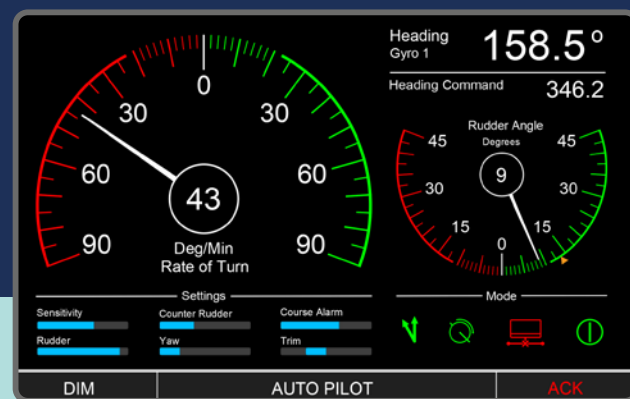 Heading
Gyro 1
158.5°
Heading Command 346.2
0
30 30
60 60
90 90
43
Deg/Min
Rate of Turn
Rudder Angle
Degrees
45 45
30 30
15 15
0
9
Settings
Sensitivity Counter Rudder Course Alarm
Rudder Yaw Trim
Mode
DIM AUTO PILOT ACK